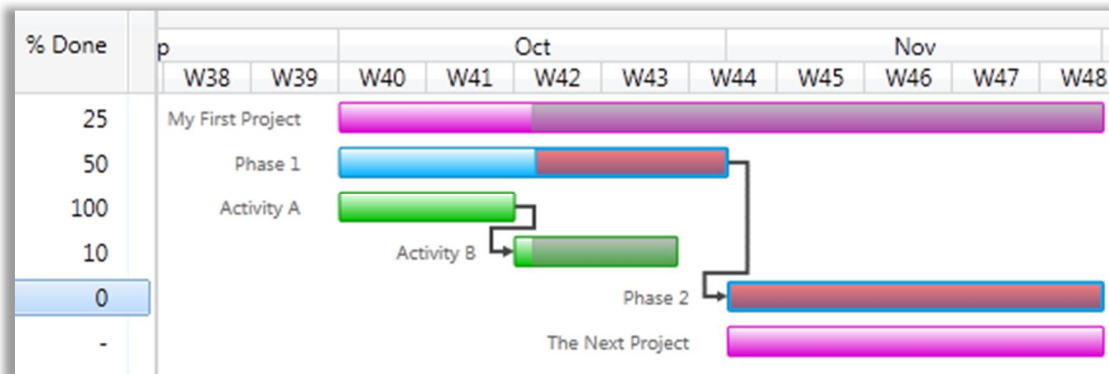 % Done p Oct Nov
W38 W39 W40 W41 W42 W43 W44 W45 W46 W47 W48
25 My First Project
50 Phase 1
100 Activity A
10 Activity B
0 Phase 2
- The Next Project